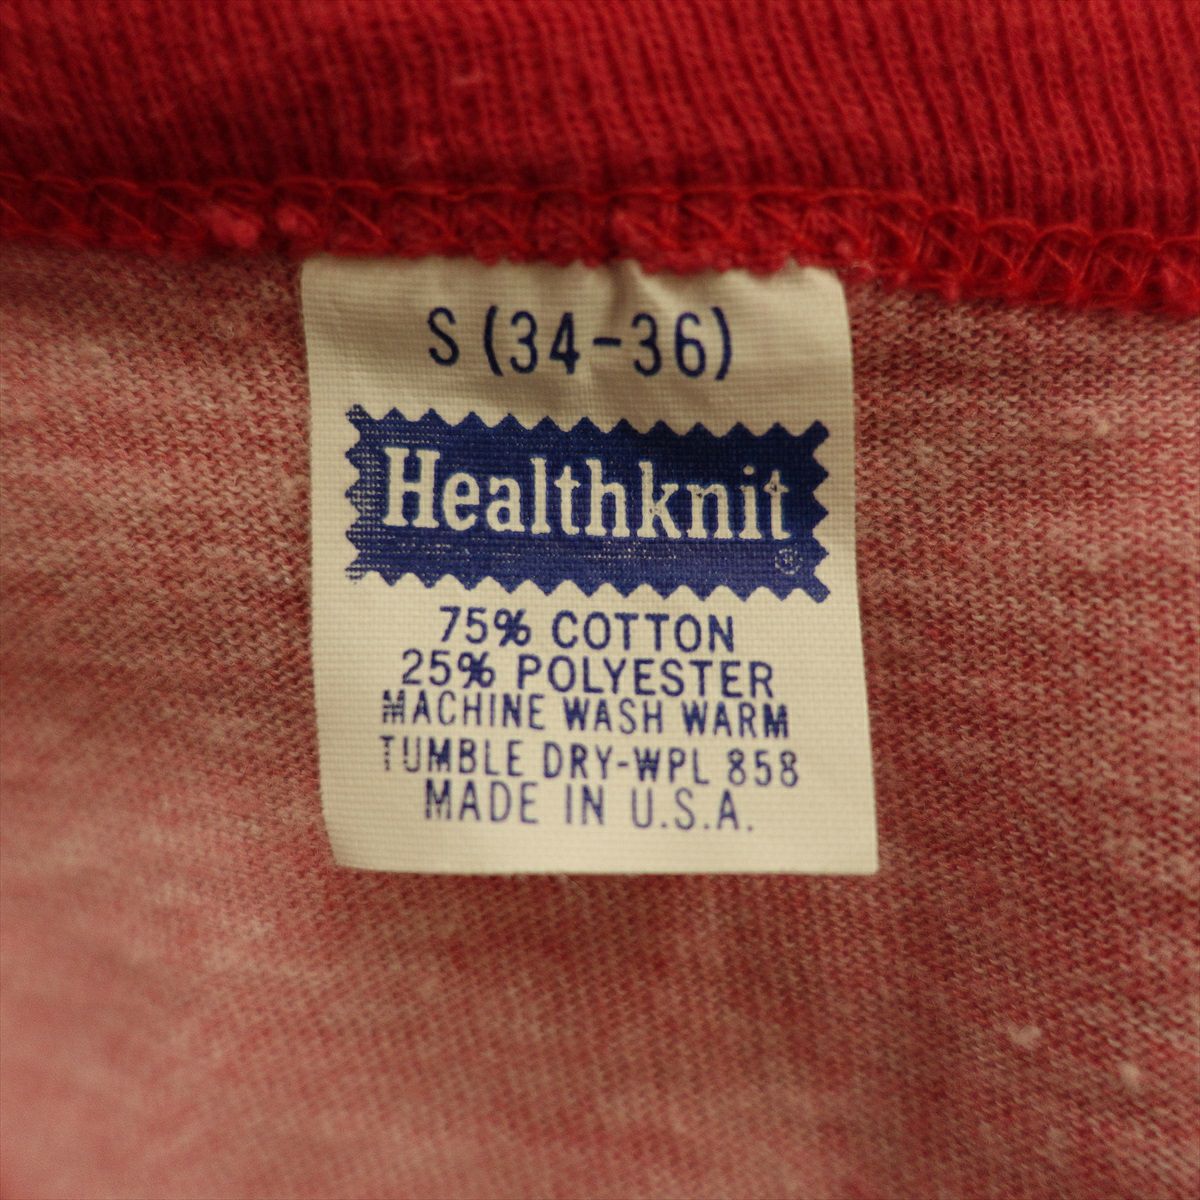 S (34-36)
Healthknit
®
75% COTTON
25% POLYESTER
MACHINE WASH WARM
TUMBLE DRY-WPL 858
MADE IN U.S.A.